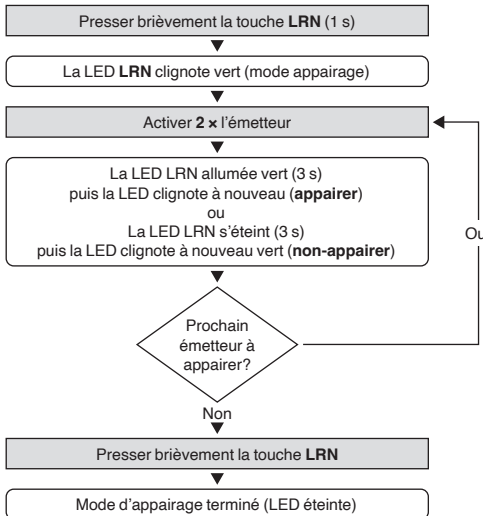 Presser brièvement la touche LRN (1 s)
La LED LRN clignote vert (mode appairage)
Activer 2 × l'émetteur
La LED LRN allumée vert (3 s)
puis la LED clignote à nouveau (appairer)
ou
La LED LRN s'éteint (3 s)
puis la LED clignote à nouveau vert (non-appairer)
Ou
Prochain
émetteur à
appairer?
Non
Presser brièvement la touche LRN
Mode d'appairage terminé (LED éteinte)